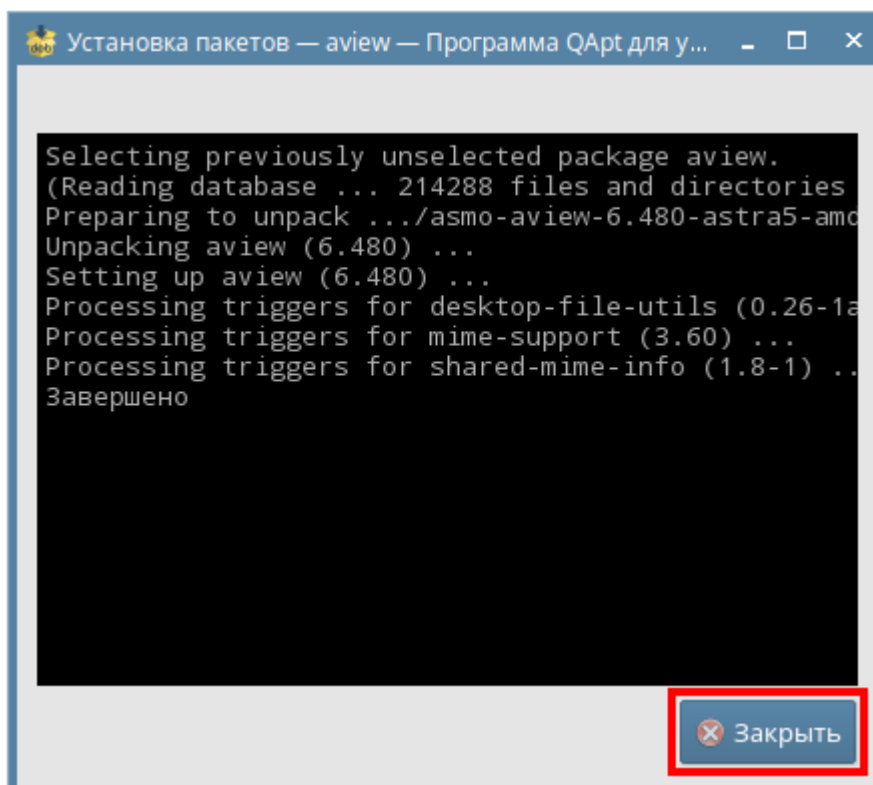 Установка пакетов — aview — Программа QApt для у...
Selecting previously unselected package aview.
(Reading database ... 214288 files and directories
Preparing to unpack .../asmo-aview-6.480-astra5-amd
Unpacking aview (6.480) ...
Setting up aview (6.480) ...
Processing triggers for desktop-file-utils (0.26-1a
Processing triggers for mime-support (3.60) ...
Processing triggers for shared-mime-info (1.8-1) ..
Завершено
Закрыть